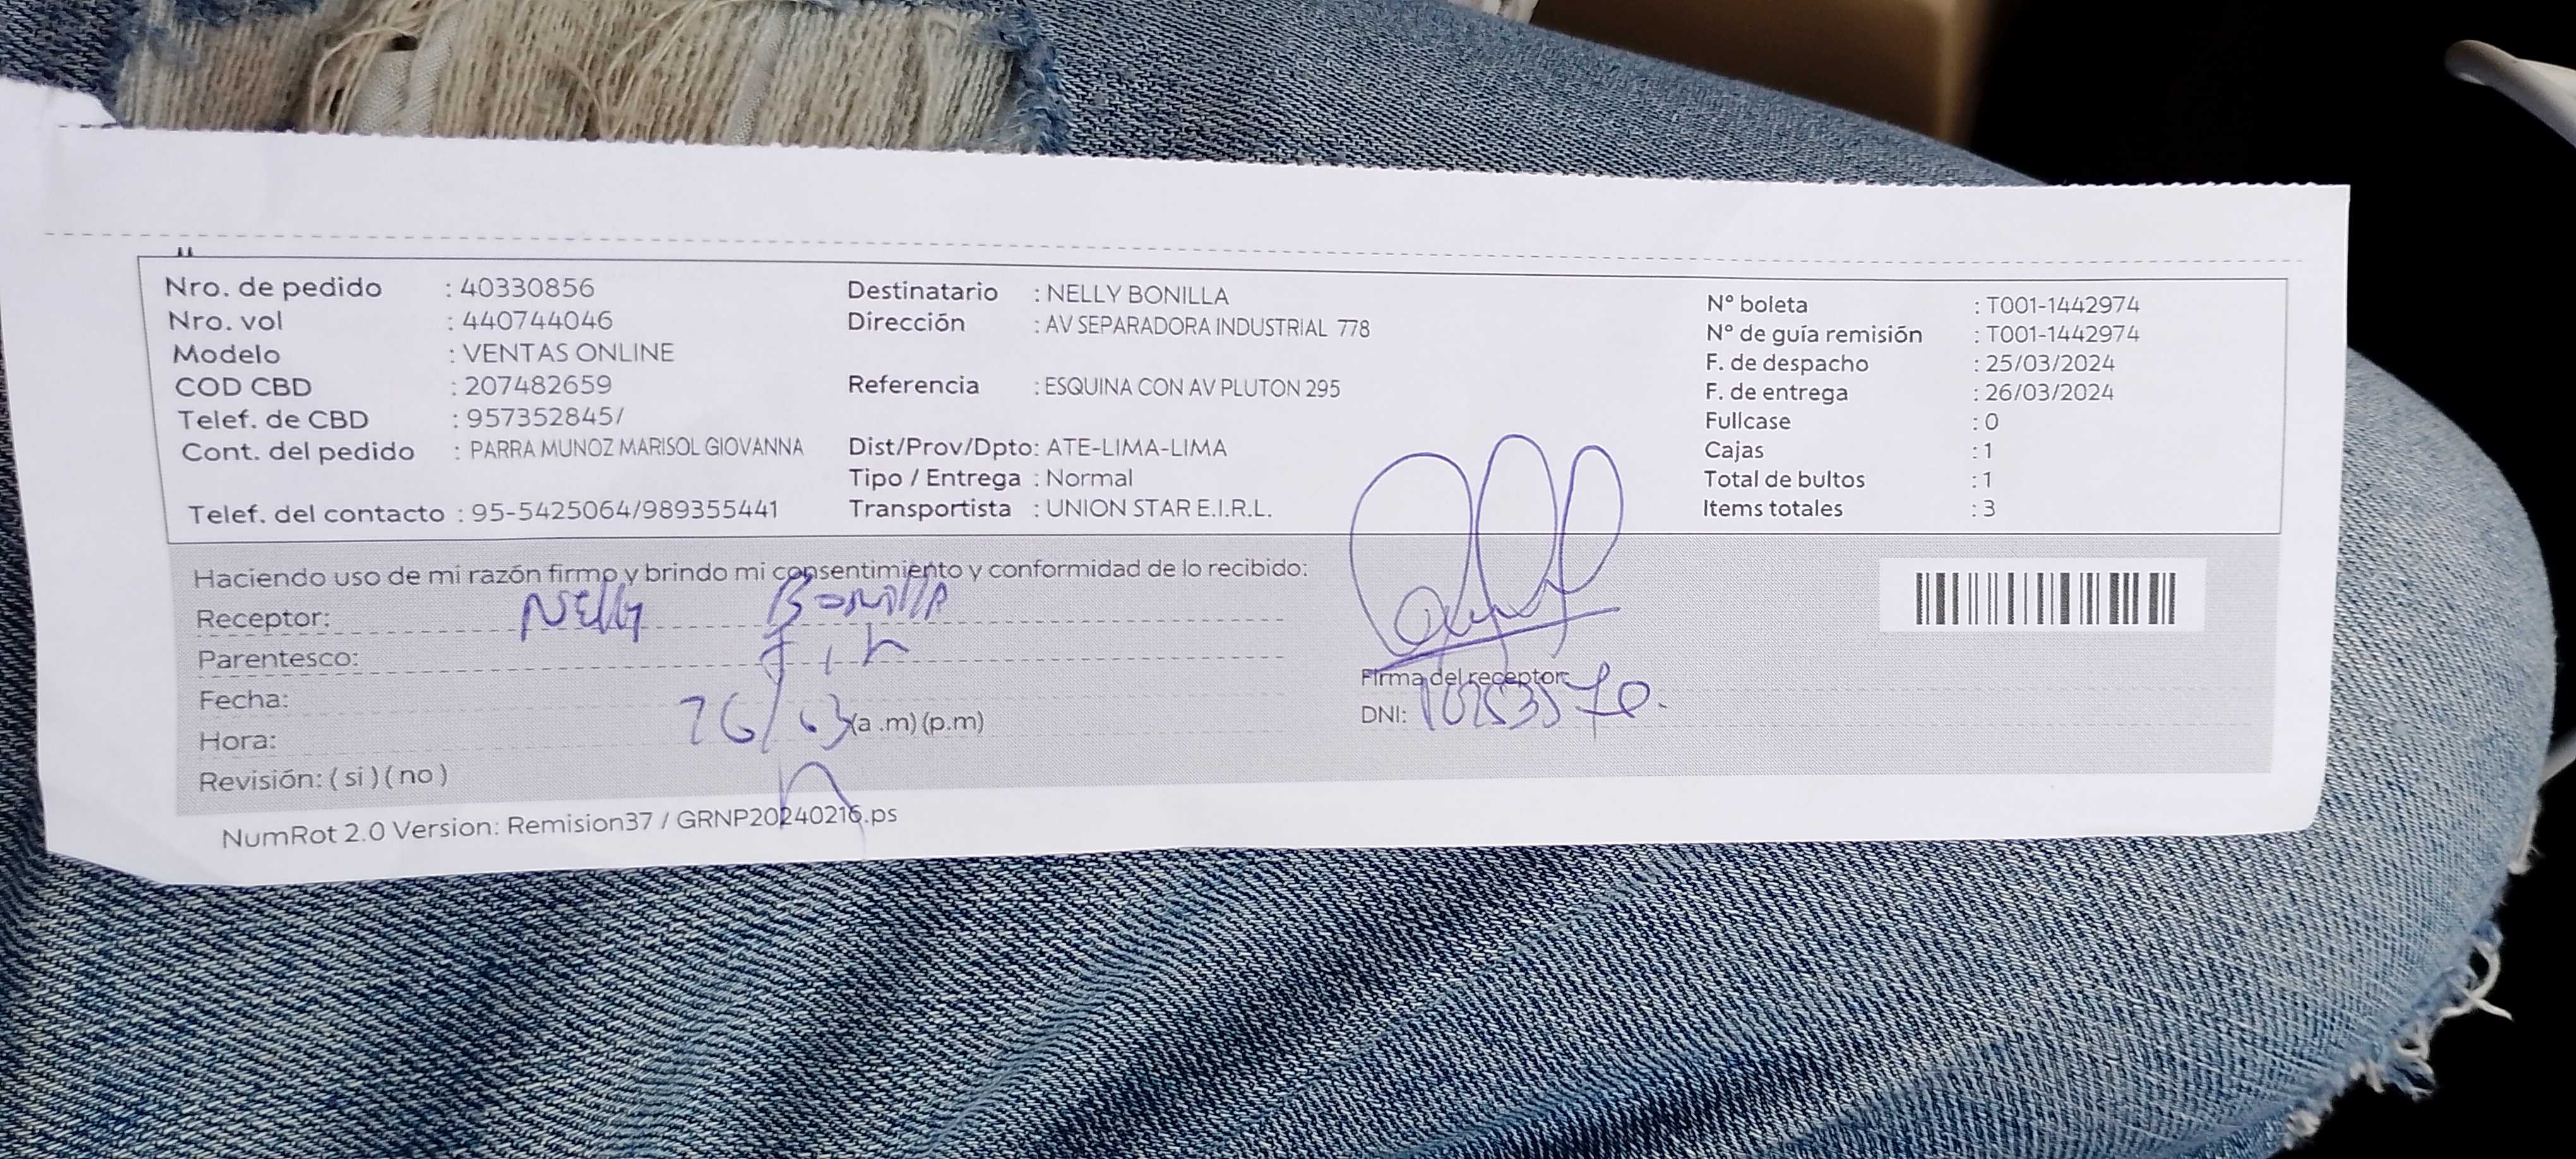 Nro. de pedido : 40330856
Nro. vol : 440744046
Modelo : VENTAS ONLINE
COD CBD : 207482659
Telef. de CBD : 957352845/
Cont. del pedido : PARRA MUNOZ MARISOL GIOVANNA
Telef. del contacto : 95-5425064/989355441
Destinatario : NELLY BONILLA
Dirección : AV SEPARADORA INDUSTRIAL 778
Referencia : ESQUINA CON AV PLUTON 295
Dist/Prov/Dpto: ATE-LIMA-LIMA
Tipo / Entrega : Normal
Transportista : UNION STAR E.I.R.L.
Nº boleta : T001-1442974
Nº de guía remisión : T001-1442974
F. de despacho : 25/03/2024
F. de entrega : 26/03/2024
Fullcase : 0
Cajas : 1
Total de bultos : 1
Items totales : 3
Haciendo uso de mi razón firmo y brindo mi consentimiento y conformidad de lo recibido:
Receptor: Nelly Bonilla
Parentesco:
Fecha: 26/03
Hora: (a .m) (p.m)
Revisión: ( si ) ( no )
Firma del receptor:
DNI:
NumRot 2.0 Version: Remision37 / GRNP20240216.ps